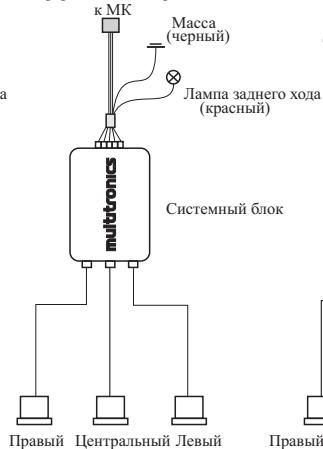 к МК
Масса
(черный)
а
Лампа заднего хода
(красный)
multitronics
Системный блок
Правый Центральный Левый
Правый